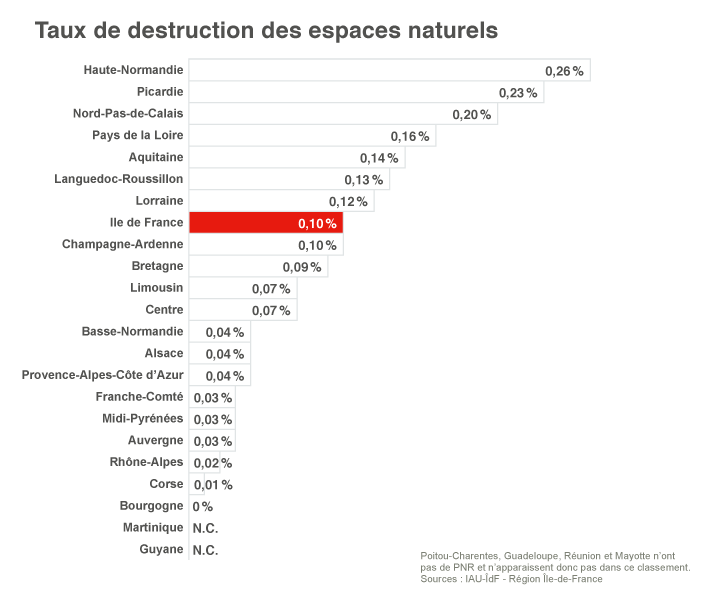 Taux de destruction des espaces naturels
Haute-Normandie 0,26 %
Picardie 0,23 %
Nord-Pas-de-Calais 0,20 %
Pays de la Loire 0,16 %
Aquitaine 0,14 %
Languedoc-Roussillon 0,13 %
Lorraine 0,12 %
Ile de France 0,10 %
Champagne-Ardenne 0,10 %
Bretagne 0,09 %
Limousin 0,07 %
Centre 0,07 %
Basse-Normandie 0,04 %
Alsace 0,04 %
Provence-Alpes-Côte d’Azur 0,04 %
Franche-Comté 0,03 %
Midi-Pyrénées 0,03 %
Auvergne 0,03 %
Rhône-Alpes 0,02 %
Corse 0,01 %
Bourgogne 0 %
Martinique N.C.
Guyane N.C.
Poitou-Charentes, Guadeloupe, Réunion et Mayotte n’ont
pas de PNR et n’apparaissent donc pas dans ce classement.
Sources : IAU-ÎdF - Région Île-de-France